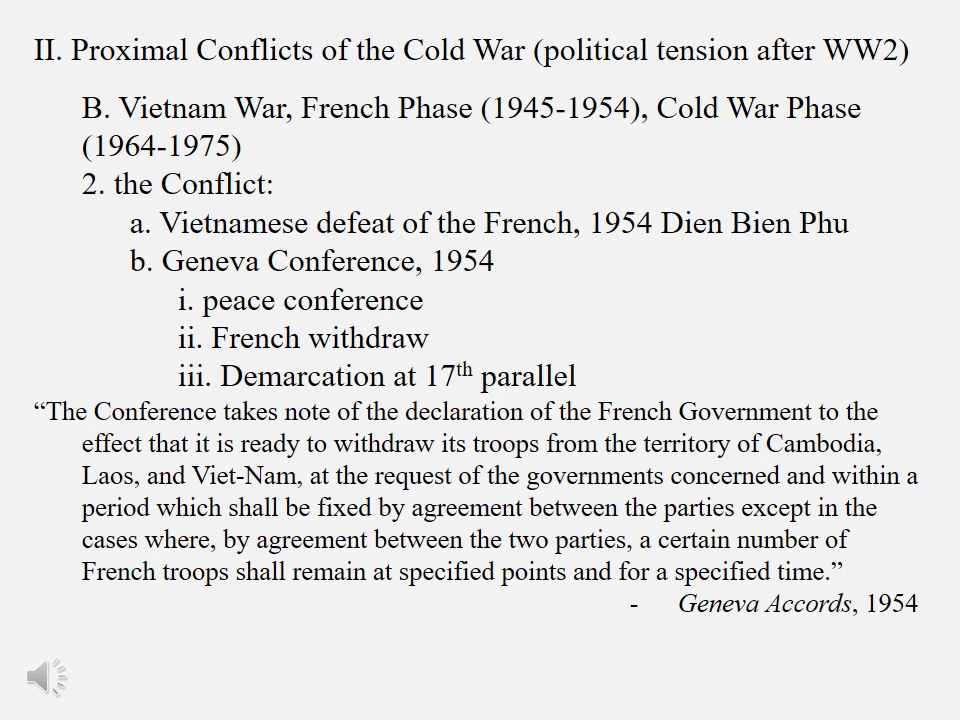 II. Proximal Conflicts of the Cold War (political tension after WW2)
B. Vietnam War, French Phase (1945-1954), Cold War Phase
(1964-1975)
2. the Conflict:
a. Vietnamese defeat of the French, 1954 Dien Bien Phu
b. Geneva Conference, 1954
i. peace conference
ii. French withdraw
iii. Demarcation at 17th parallel
“The Conference takes note of the declaration of the French Government to the
effect that it is ready to withdraw its troops from the territory of Cambodia,
Laos, and Viet-Nam, at the request of the governments concerned and within a
period which shall be fixed by agreement between the parties except in the
cases where, by agreement between the two parties, a certain number of
French troops shall remain at specified points and for a specified time.”
- Geneva Accords, 1954